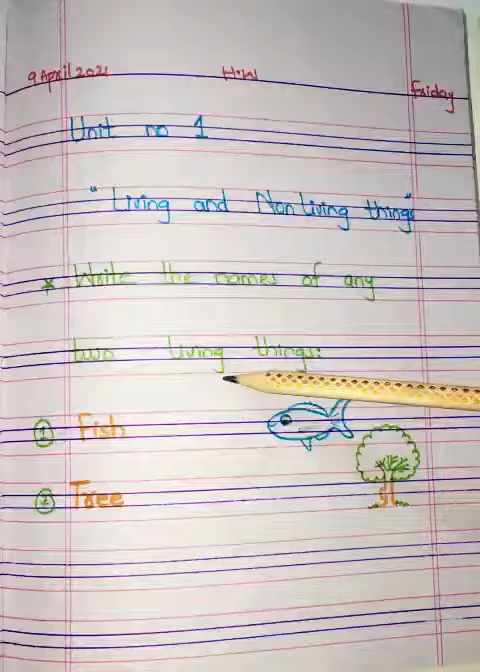 9 April 2021 H.W Friday
Unit no 1
"Living and Non living things"
* Write the names of any
two living things:
① Fish
② Tree